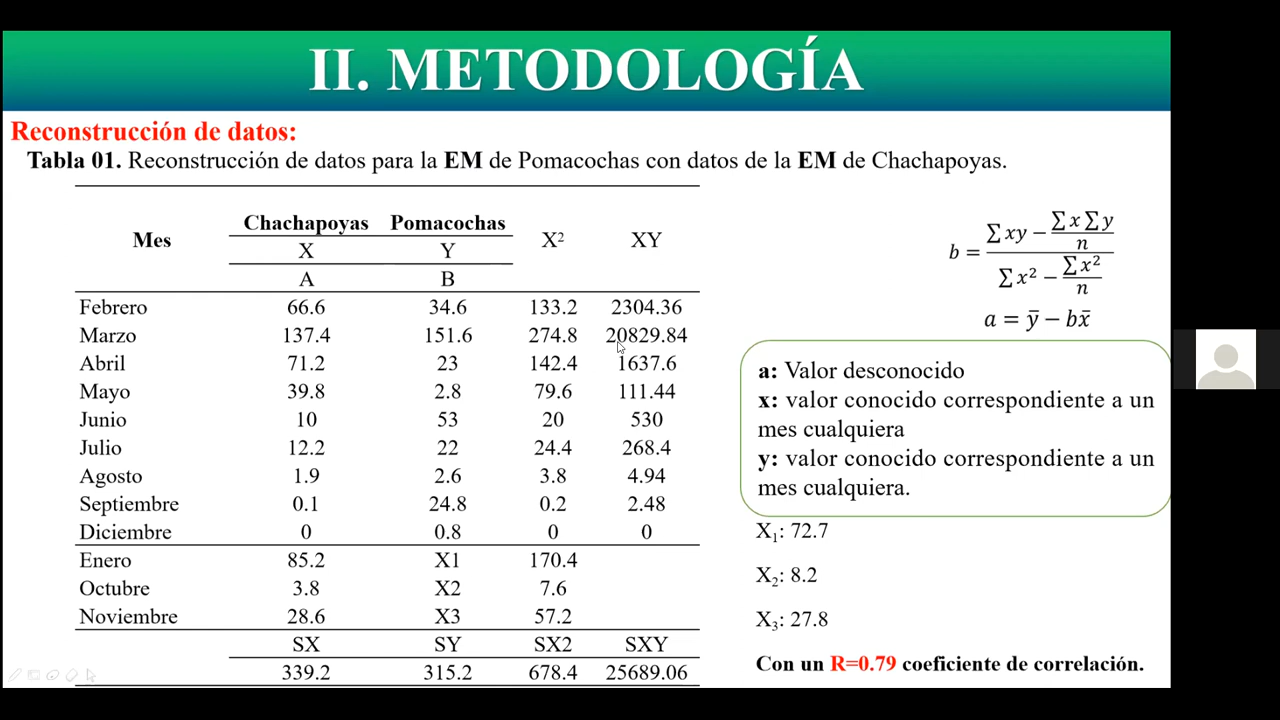 II. METODOLOGÍA
Reconstrucción de datos:
Tabla 01. Reconstrucción de datos para la EM de Pomacochas con datos de la EM de Chachapoyas.
Mes Chachapoyas Pomacochas X² XY
X Y
A B
Febrero 66.6 34.6 133.2 2304.36
Marzo 137.4 151.6 274.8 20829.84
Abril 71.2 23 142.4 1637.6
Mayo 39.8 2.8 79.6 111.44
Junio 10 53 20 530
Julio 12.2 22 24.4 268.4
Agosto 1.9 2.6 3.8 4.94
Septiembre 0.1 24.8 0.2 2.48
Diciembre 0 0.8 0 0
Enero 85.2 X1 170.4
Octubre 3.8 X2 7.6
Noviembre 28.6 X3 57.2
SX SY SX2 SXY
339.2 315.2 678.4 25689.06
b = (∑ xy − (∑ x ∑ y)/n) / (∑ x² − (∑ x²)/n)
a = ȳ − bx̄
a: Valor desconocido
x: valor conocido correspondiente a un
mes cualquiera
y: valor conocido correspondiente a un
mes cualquiera.
X₁: 72.7
X₂: 8.2
X₃: 27.8
Con un R=0.79 coeficiente de correlación.